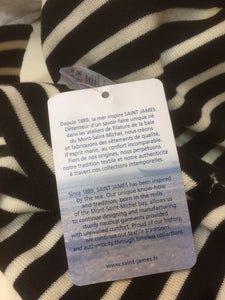 Depuis 1889, la mer inspire SAINT JAMES.
Détenteur d'un savoir-faire unique né
dans les ateliers de filature de la baie
du Mont-Saint-Michel, nous créons
et fabriquons des vêtements de qualité,
d'esprit marin, au confort incomparable.
Fiers de nos origines, nous perpétuons
notre tradition textile et notre authenticité
à travers nos collections intemporelles.
Since 1889, SAINT JAMES has been inspired
by the sea. Our unique know-how
and tradition, born in the mills
of the Mont-Saint-Michel bay, allows us
to continue designing and manufacturing
sturdy nautical garments provided
with unrivalled comfort. Proud of our history,
we continue our textile traditions
and authenticity through timeless collections.
www.saint-james.fr